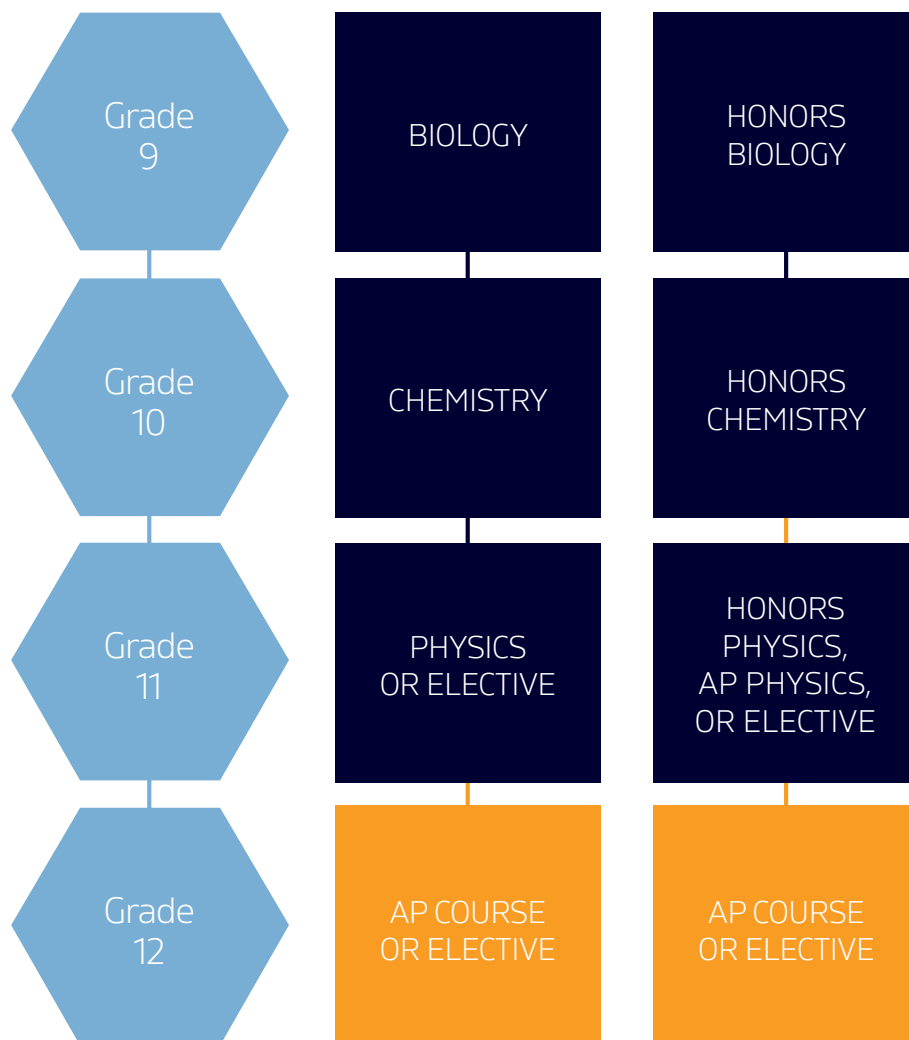 Grade
9
BIOLOGY
HONORS
BIOLOGY
Grade
10
CHEMISTRY
HONORS
CHEMISTRY
Grade
11
PHYSICS
OR ELECTIVE
HONORS
PHYSICS,
AP PHYSICS,
OR ELECTIVE
Grade
12
AP COURSE
OR ELECTIVE
AP COURSE
OR ELECTIVE